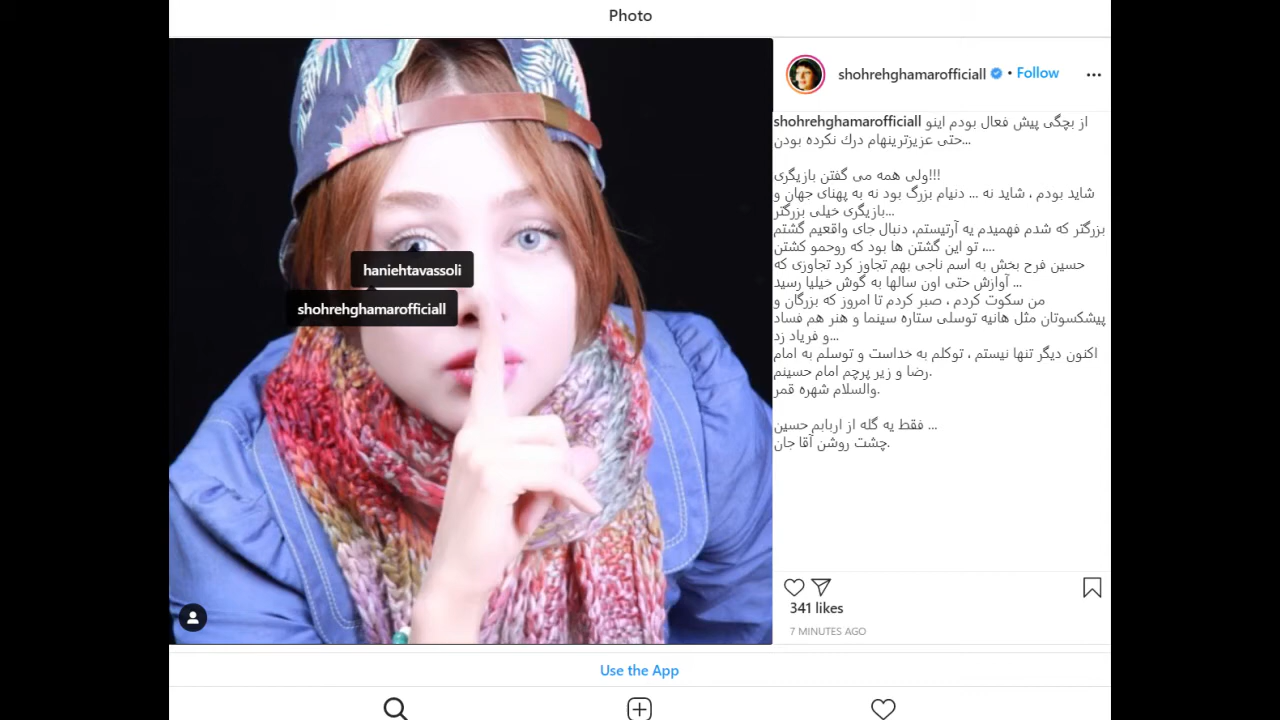 Photo
haniehtavassoli
shohrehghamarofficiall
shohrehghamarofficiall • Follow
shohrehghamarofficiall از بچگی پیش فعال بودم اینو
حتی عزیزترینهام درك نکرده بودن...
ولی همه می گفتن بازیگری!!!
شاید بودم ، شاید نه ... دنیام بزرگ بود نه به پهنای جهان و
بازیگری خیلی بزرگتر...
بزرگتر که شدم فهمیدم یه آرتیستم، دنبال جای واقعیم گشتم
، تو این گشتن ها بود که روحمو کشتن...
حسین فرح بخش به اسم ناجی بهم تجاوز کرد تجاوزی که
آوازش حتی اون سالها به گوش خیلیا رسید ...
من سکوت کردم ، صبر کردم تا امروز که بزرگان و
پیشکسوتان مثل هانیه توسلی ستاره سینما و هنر هم فساد
و فریاد زد...
اکنون دیگر تنها نیستم ، توکلم به خداست و توسلم به امام
رضا و زیر پرچم امام حسینم.
والسلام شهره قمر.
فقط یه گله از اربابم حسین ...
چشت روشن آقا جان.
341 likes
7 MINUTES AGO
Use the App